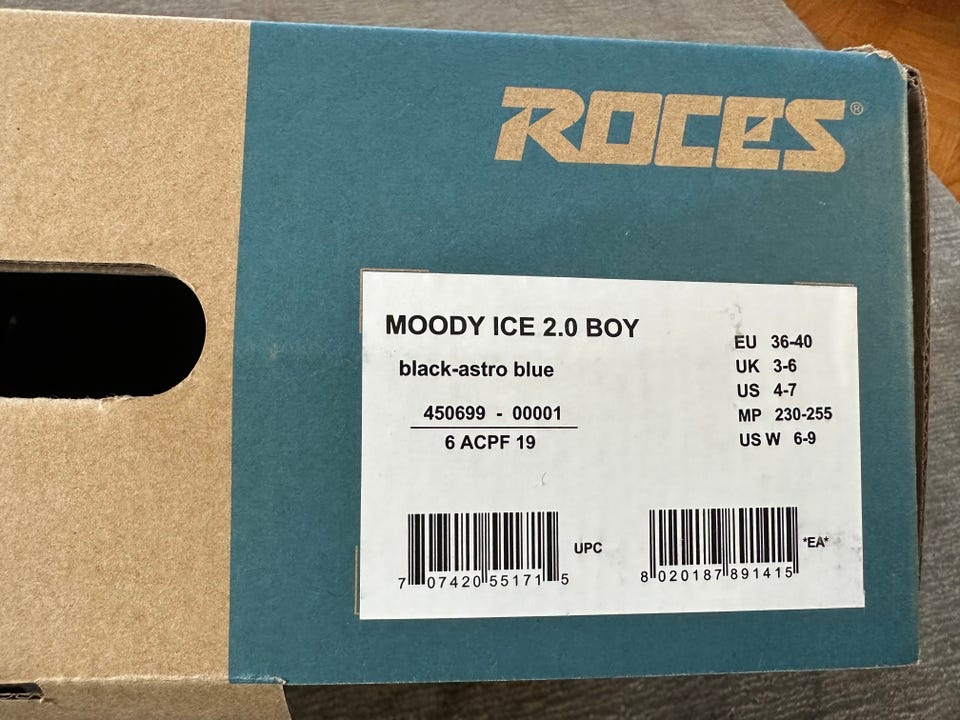 ROCES®
MOODY ICE 2.0 BOY
black-astro blue
450699 - 00001
6 ACPF 19
EU 36-40
UK 3-6
US 4-7
MP 230-255
US W 6-9
7 07420 55171 5
UPC
8 020187 891415
*EA*